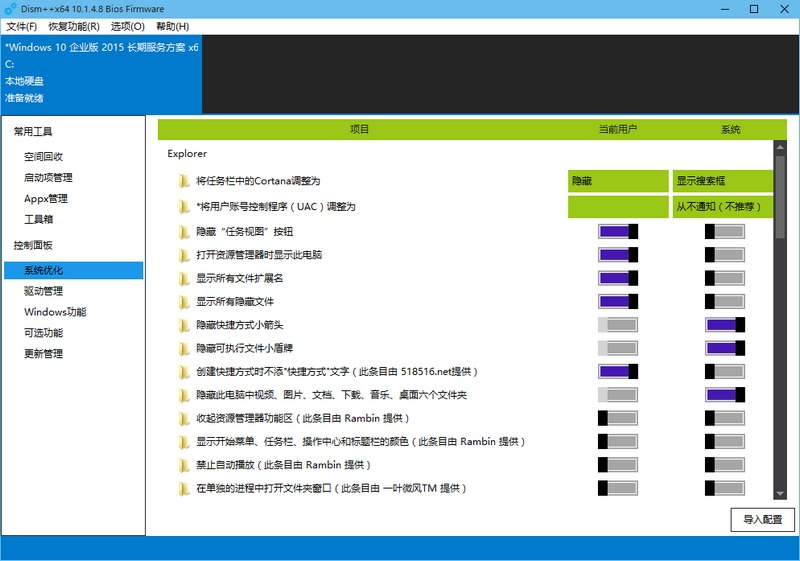 Dism++x64 10.1.4.8 Bios Firmware
文件(F) 恢复功能(R) 选项(O) 帮助(H)
*Windows 10 企业版 2015 长期服务方案 x6
C:
本地硬盘
准备就绪
常用工具
空间回收
启动项管理
Appx管理
工具箱
控制面板
系统优化
驱动管理
Windows功能
可选功能
更新管理
项目 当前用户 系统
Explorer
将任务栏中的Cortana调整为 隐藏 显示搜索框
*将用户账号控制程序（UAC）调整为 从不通知（不推荐）
隐藏“任务视图”按钮
打开资源管理器时显示此电脑
显示所有文件扩展名
显示所有隐藏文件
隐藏快捷方式小箭头
隐藏可执行文件小盾牌
创建快捷方式时不添“快捷方式”文字（此条目由 518516.net提供）
隐藏此电脑中视频、图片、文档、下载、音乐、桌面六个文件夹
收起资源管理器功能区（此条目由 Rambin 提供）
显示开始菜单、任务栏、操作中心和标题栏的颜色（此条目由 Rambin 提供）
禁止自动播放（此条目由 Rambin 提供）
在单独的进程中打开文件夹窗口（此条目由 一叶微风TM 提供）
导入配置